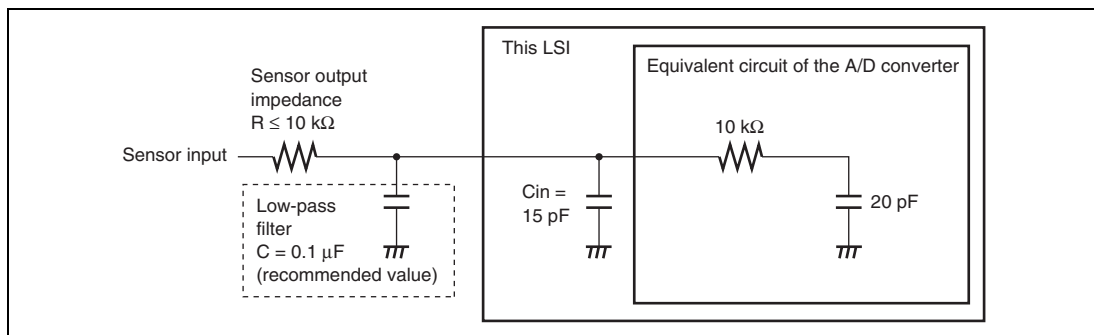 This LSI
Equivalent circuit of the A/D converter
Sensor output
impedance
R ≤ 10 kΩ
10 kΩ
Sensor input
Cin =
15 pF
20 pF
Low-pass
filter
C = 0.1 μF
(recommended value)